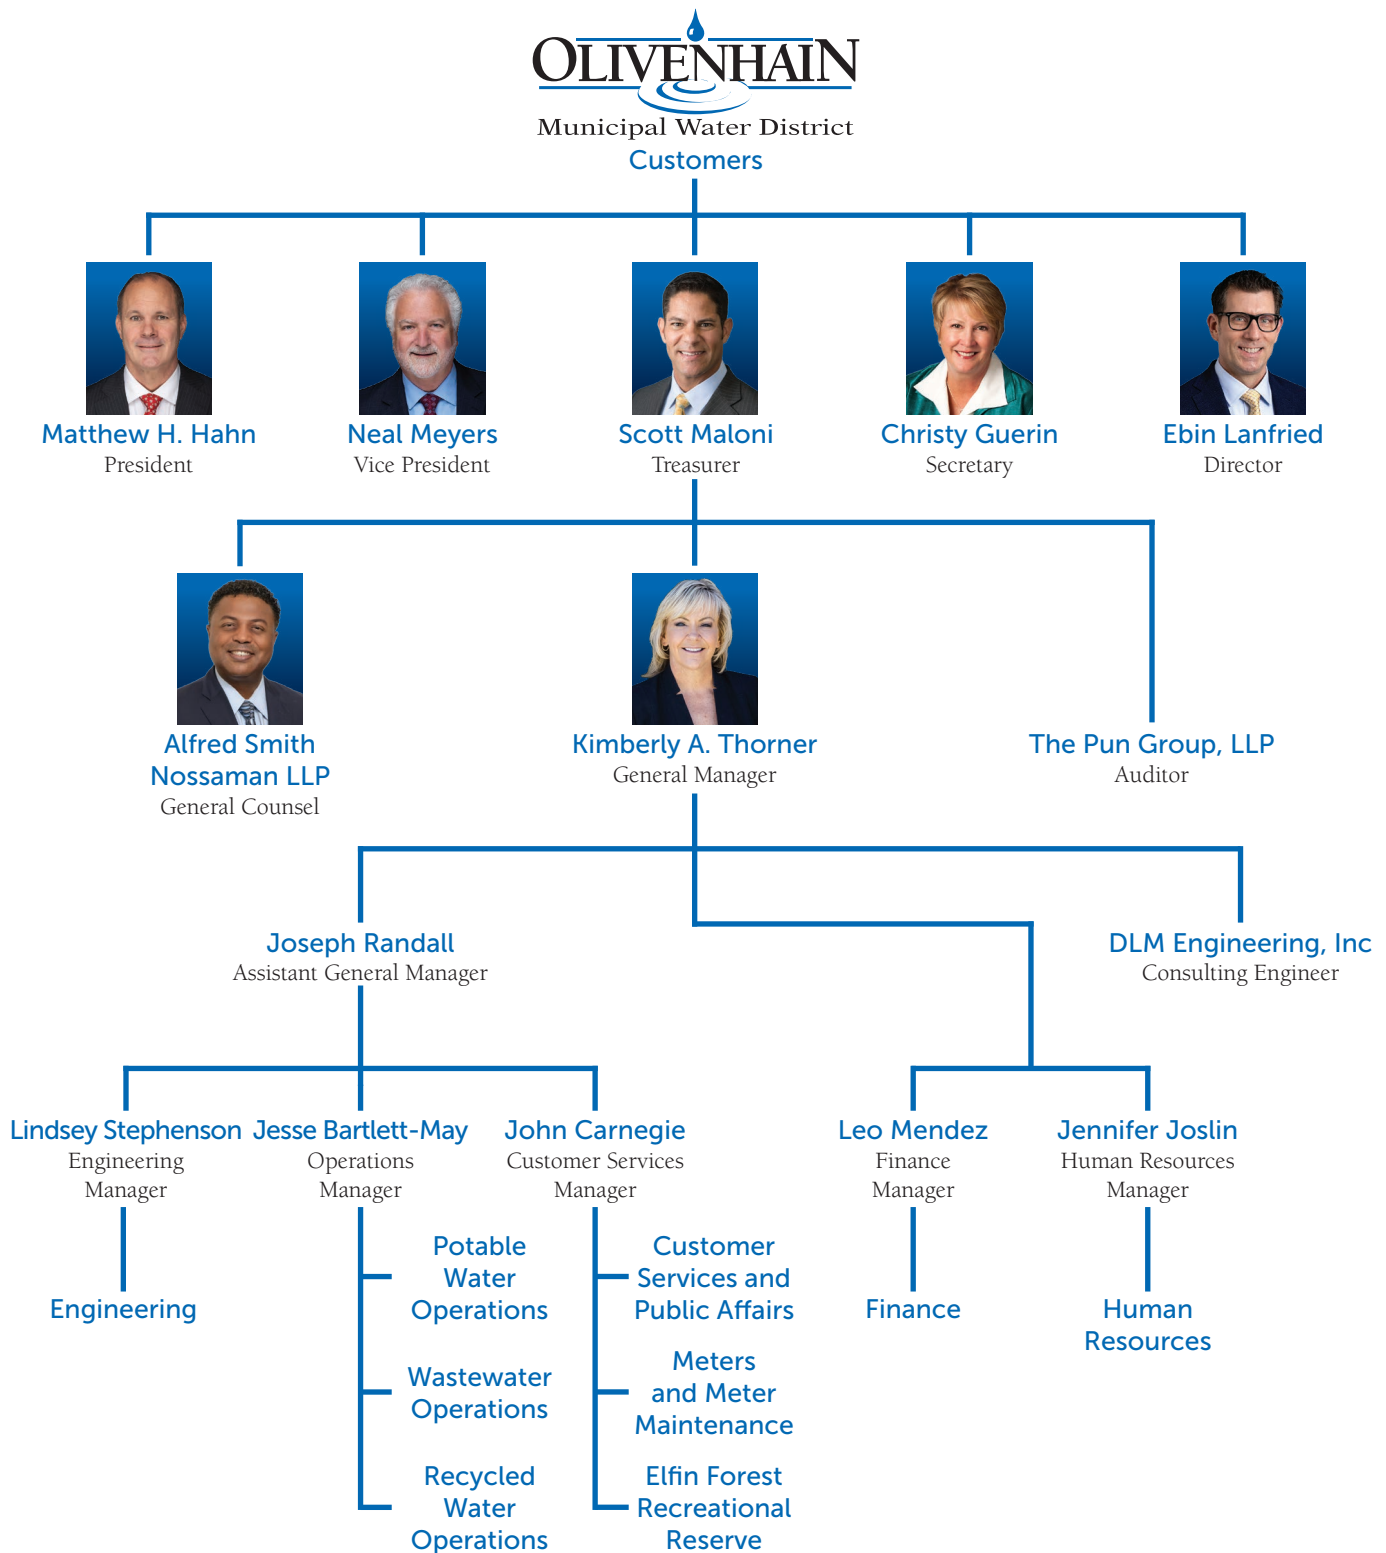 OLIVENHAIN
Municipal Water District
Customers
Matthew H. Hahn
President
Neal Meyers
Vice President
Scott Maloni
Treasurer
Christy Guerin
Secretary
Ebin Lanfried
Director
Alfred Smith
Nossaman LLP
General Counsel
Kimberly A. Thorner
General Manager
The Pun Group, LLP
Auditor
Joseph Randall
Assistant General Manager
DLM Engineering, Inc
Consulting Engineer
Lindsey Stephenson
Engineering
Manager
Jesse Bartlett-May
Operations
Manager
John Carnegie
Customer Services
Manager
Leo Mendez
Finance
Manager
Jennifer Joslin
Human Resources
Manager
Engineering
Potable
Water
Operations
Wastewater
Operations
Recycled
Water
Operations
Customer
Services and
Public Affairs
Meters
and Meter
Maintenance
Elfin Forest
Recreational
Reserve
Finance
Human
Resources